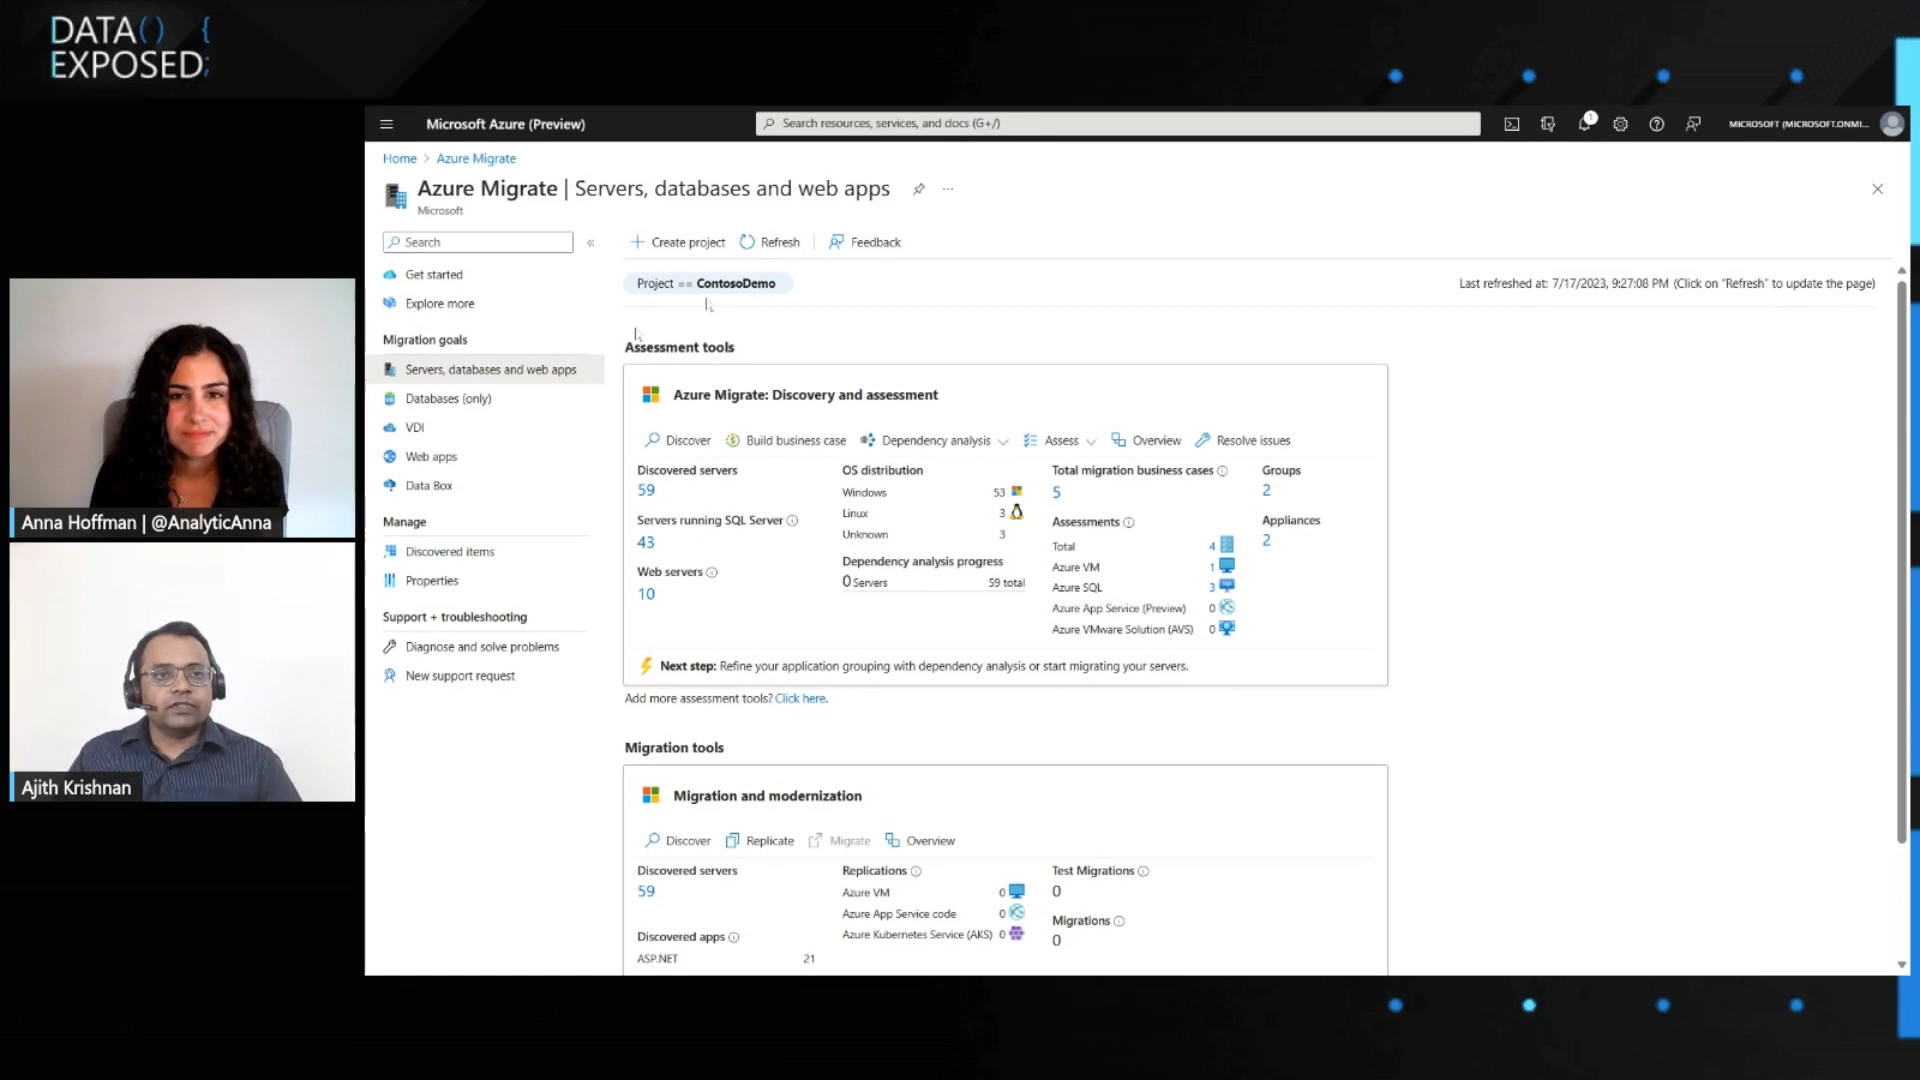 DATA() {
EXPOSED;
Microsoft Azure (Preview)
Search resources, services, and docs (G+/)
1
MICROSOFT (MICROSOFT.ONMI...
Home > Azure Migrate
Azure Migrate | Servers, databases and web apps ...
Microsoft
Search «
Create project
Refresh
Feedback
Get started
Explore more
Migration goals
Servers, databases and web apps
Databases (only)
VDI
Web apps
Data Box
Manage
Discovered items
Properties
Support + troubleshooting
Diagnose and solve problems
New support request
Project == ContosoDemo
Last refreshed at: 7/17/2023, 9:27:08 PM (Click on "Refresh" to update the page)
Assessment tools
Azure Migrate: Discovery and assessment
Discover
Build business case
Dependency analysis
Assess
Overview
Resolve issues
Discovered servers
59
Servers running SQL Server
43
Web servers
10
OS distribution
Windows 53
Linux 3
Unknown 3
Dependency analysis progress
0 Servers 59 total
Total migration business cases
5
Assessments
Total 4
Azure VM 1
Azure SQL 3
Azure App Service (Preview) 0
Azure VMware Solution (AVS) 0
Groups
2
Appliances
2
Next step: Refine your application grouping with dependency analysis or start migrating your servers.
Add more assessment tools? Click here.
Migration tools
Migration and modernization
Discover
Replicate
Migrate
Overview
Discovered servers
59
Discovered apps
ASP.NET 21
Replications
Azure VM 0
Azure App Service code 0
Azure Kubernetes Service (AKS) 0
Test Migrations
0
Migrations
0
Anna Hoffman | @AnalyticAnna
Ajith Krishnan